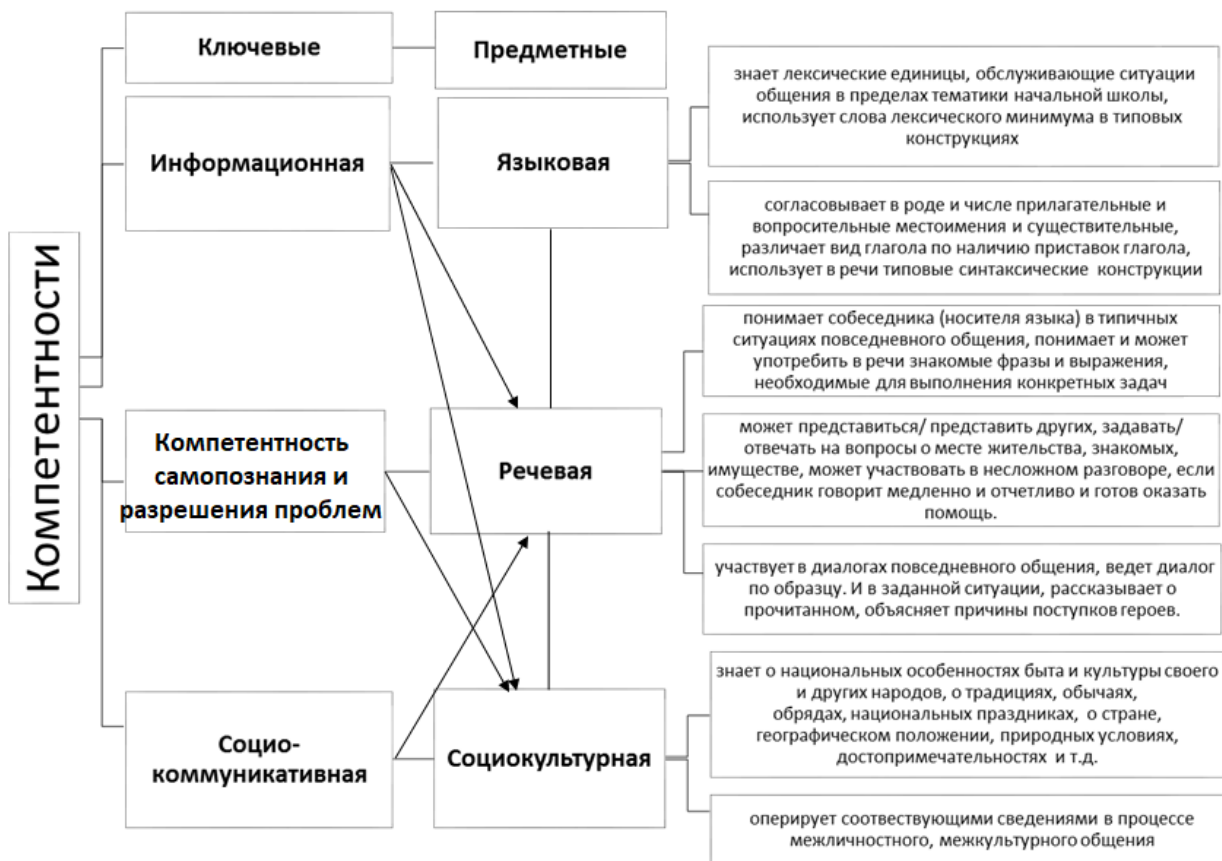 Компетентности
Ключевые
Предметные
Информационная
Языковая
знает лексические единицы, обслуживающие ситуации
общения в пределах тематики начальной школы,
использует слова лексического минимума в типовых
конструкциях
согласовывает в роде и числе прилагательные и
вопросительные местоимения и существительные,
различает вид глагола по наличию приставок глагола,
использует в речи типовые синтаксические конструкции
Компетентность
самопознания и
разрешения проблем
Речевая
понимает собеседника (носителя языка) в типичных
ситуациях повседневного общения, понимает и может
употребить в речи знакомые фразы и выражения,
необходимые для выполнения конкретных задач
может представиться/ представить других, задавать/
отвечать на вопросы о месте жительства, знакомых,
имуществе, может участвовать в несложном разговоре, если
собеседник говорит медленно и отчетливо и готов оказать
помощь.
участвует в диалогах повседневного общения, ведет диалог
по образцу. И в заданной ситуации, рассказывает о
прочитанном, объясняет причины поступков героев.
Социо-
коммуникативная
Социокультурная
знает о национальных особенностях быта и культуры своего
и других народов, о традициях, обычаях,
обрядах, национальных праздниках, о стране,
географическом положении, природных условиях,
достопримечательностях и т.д.
оперирует соотвествующими сведениями в процессе
межличностного, межкультурного общения